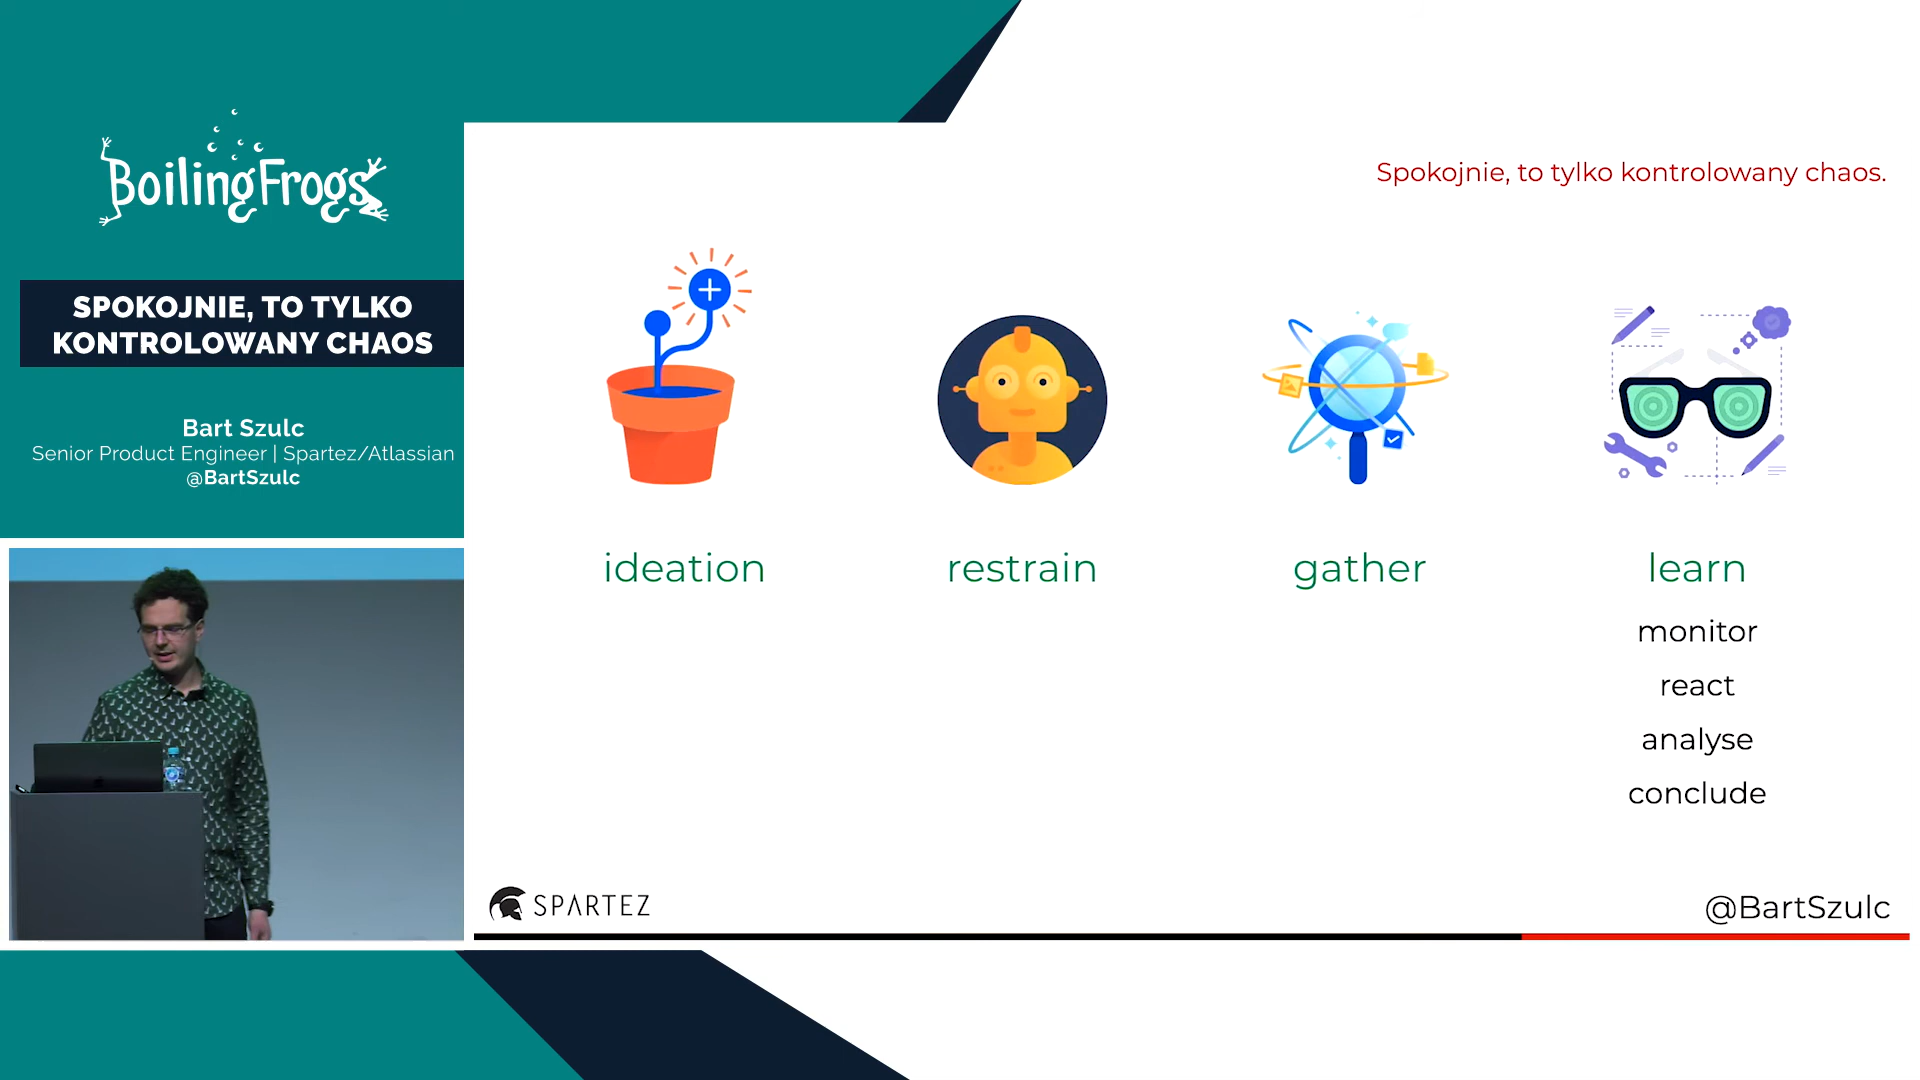 BoilingFrogs
SPOKOJNIE, TO TYLKO
KONTROLOWANY CHAOS
Bart Szulc
Senior Product Engineer | Spartez/Atlassian
@BartSzulc
Spokojnie, to tylko kontrolowany chaos.
ideation
restrain
gather
learn
monitor
react
analyse
conclude
SPARTEZ
@BartSzulc